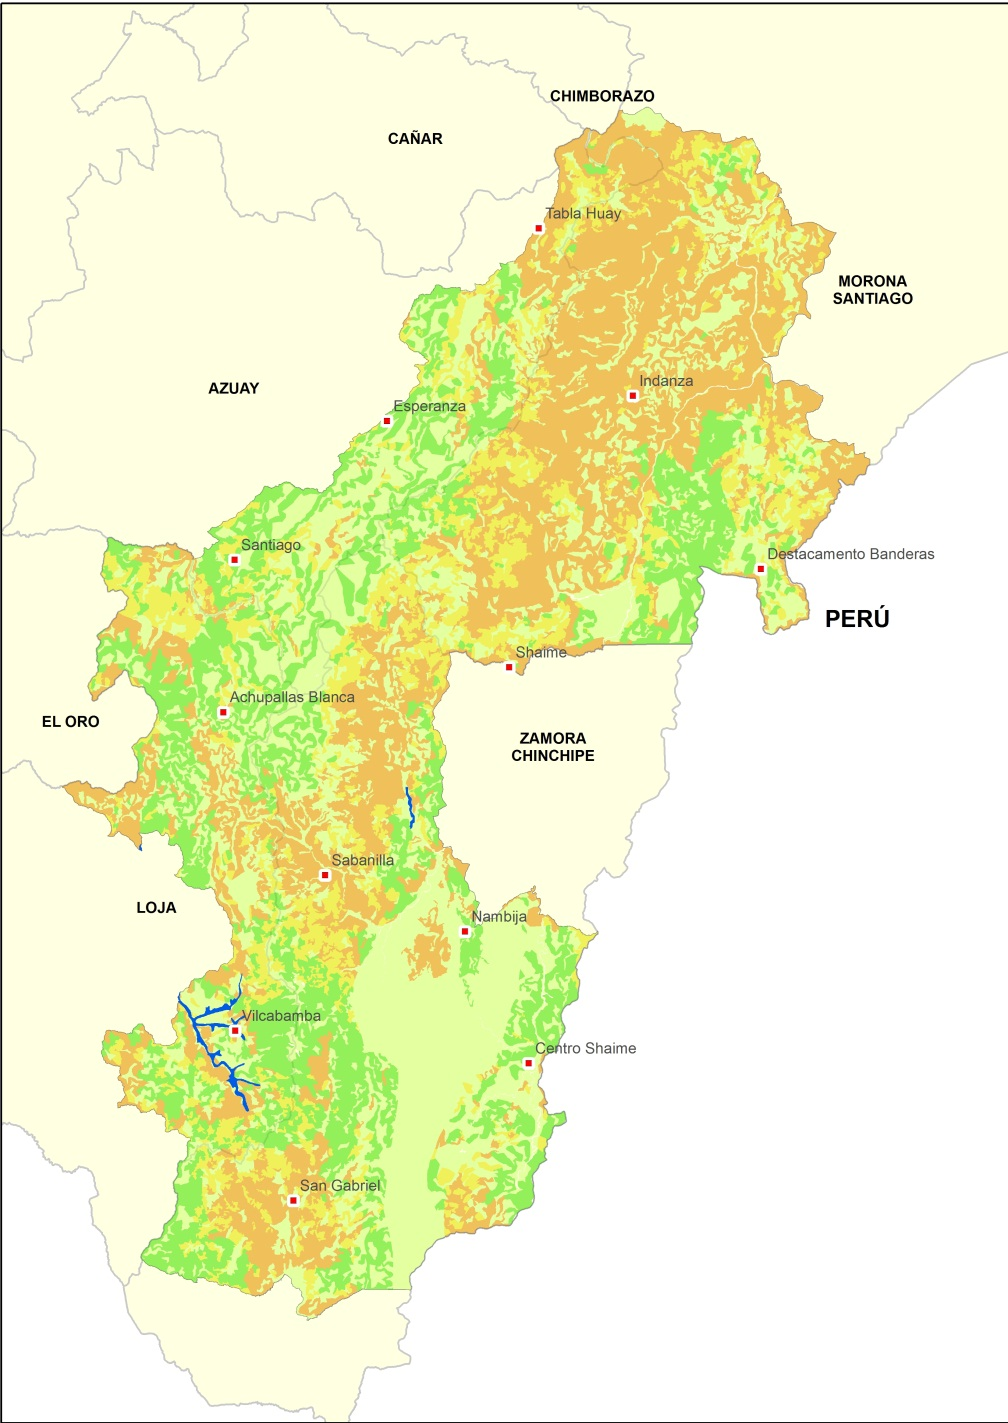 CHIMBORAZO
CAÑAR
Tabla Huay
MORONA
SANTIAGO
Indanza
AZUAY
Esperanza
Santiago
Destacamento Banderas
PERÚ
Shaime
Achupallas Blanca
EL ORO
ZAMORA
CHINCHIPE
Sabanilla
LOJA
Nambija
Vilcabamba
Centro Shaime
San Gabriel